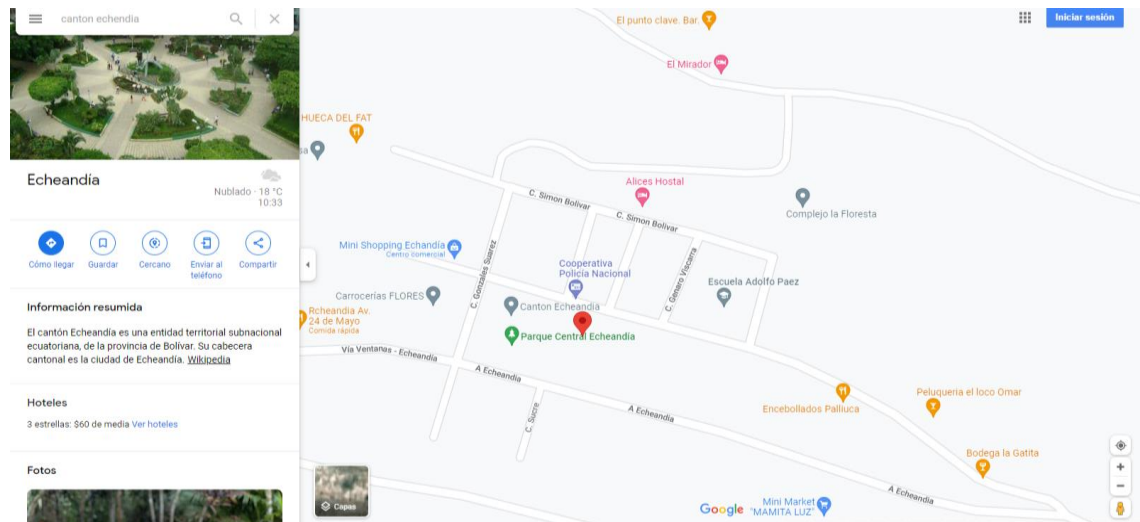 canton echendia
Echeandía
Nublado · 18 °C
10:33
Cómo llegar
Guardar
Cercano
Enviar al
teléfono
Compartir
Información resumida
El cantón Echeandía es una entidad territorial subnacional
ecuatoriana, de la provincia de Bolívar. Su cabecera
cantonal es la ciudad de Echeandía. Wikipedia
Hoteles
3 estrellas: $60 de media Ver hoteles
Fotos
El punto clave. Bar.
Iniciar sesión
El Mirador
HUECA DEL FAT
sa
Alices Hostal
C. Simon Bolivar
C. Simon Bolivar
Complejo la Floresta
Mini Shopping Echandía
Centro comercial
C. Gonzales Suarez
Cooperativa
Policía Nacional
C. Genaro Viscarra
Escuela Adolfo Paez
Carrocerías FLORES
Canton Echeandia
Rcheandia Av.
24 de Mayo
Comida rápida
Parque Central Echeandia
Vía Ventanas - Echeandia
A Echeandia
C. Sucre
A Echeandia
Encebollados Palliuca
Peluqueria el loco Omar
Bodega la Gatita
A Echeandia
Capas
Google
Mini Market
"MAMITA LUZ"